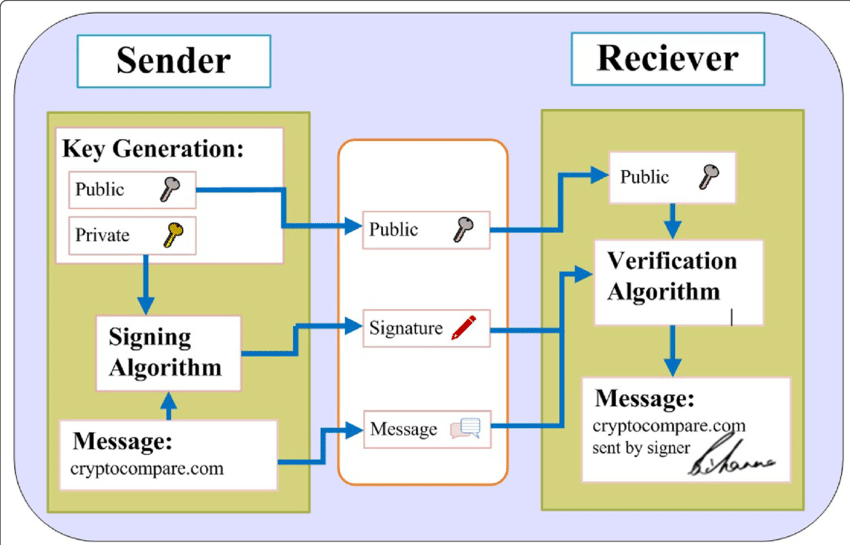 Sender
Reciever
Key Generation:
Public
Private
Signing
Algorithm
Message:
cryptocompare.com
Public
Signature
Message
Public
Verification
Algorithm
Message:
cryptocompare.com
sent by signer